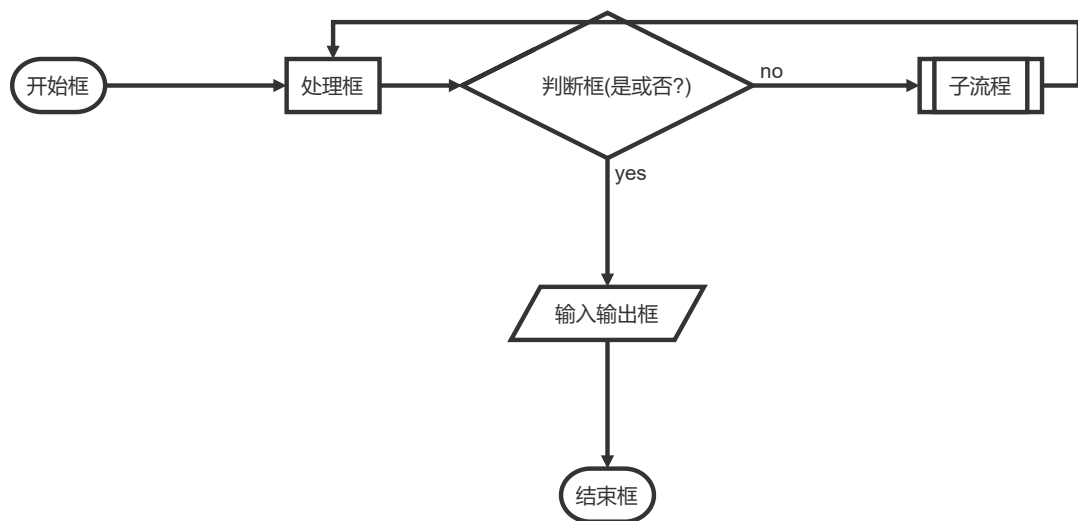 开始框
处理框
判断框(是或否?)
no
子流程
yes
输入输出框
结束框